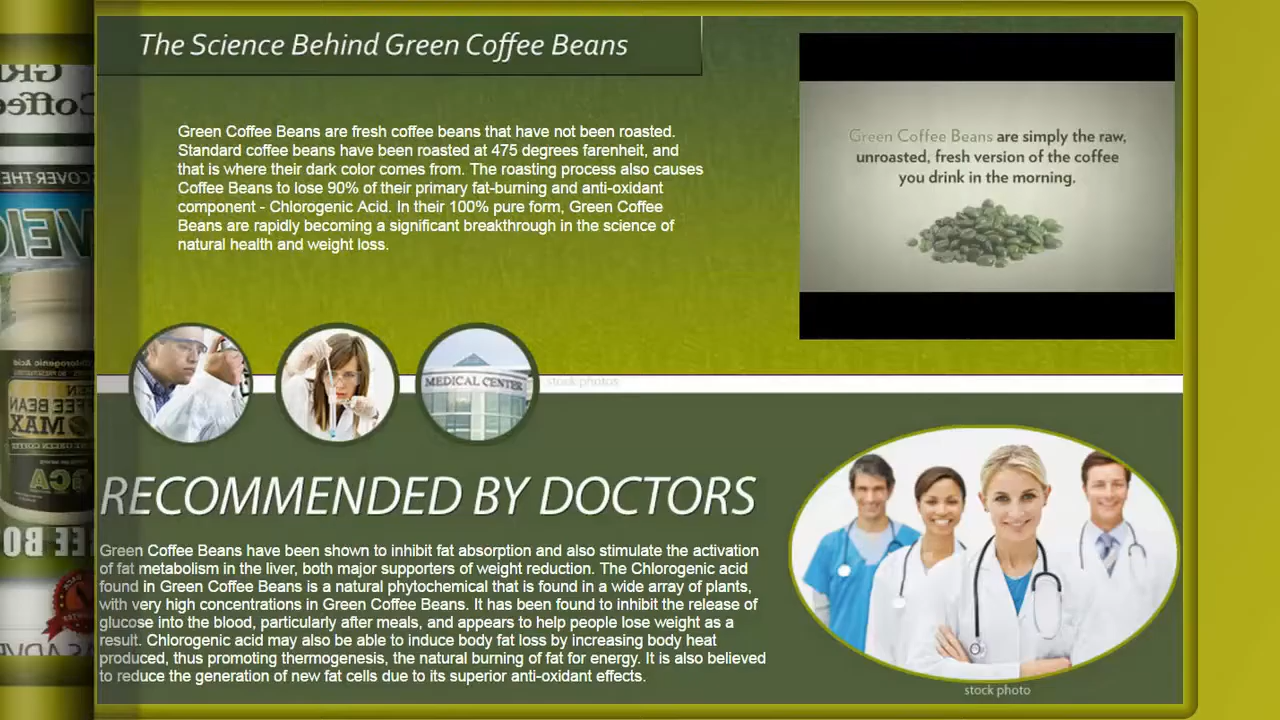 The Science Behind Green Coffee Beans
Green Coffee Beans are fresh coffee beans that have not been roasted.
Standard coffee beans have been roasted at 475 degrees farenheit, and
that is where their dark color comes from. The roasting process also causes
Coffee Beans to lose 90% of their primary fat-burning and anti-oxidant
component - Chlorogenic Acid. In their 100% pure form, Green Coffee
Beans are rapidly becoming a significant breakthrough in the science of
natural health and weight loss.
Green Coffee Beans are simply the raw,
unroasted, fresh version of the coffee
you drink in the morning.
MEDICAL CENTER
stock photos
RECOMMENDED BY DOCTORS
Green Coffee Beans have been shown to inhibit fat absorption and also stimulate the activation
of fat metabolism in the liver, both major supporters of weight reduction. The Chlorogenic acid
found in Green Coffee Beans is a natural phytochemical that is found in a wide array of plants,
with very high concentrations in Green Coffee Beans. It has been found to inhibit the release of
glucose into the blood, particularly after meals, and appears to help people lose weight as a
result. Chlorogenic acid may also be able to induce body fat loss by increasing body heat
produced, thus promoting thermogenesis, the natural burning of fat for energy. It is also believed
to reduce the generation of new fat cells due to its superior anti-oxidant effects.
stock photo